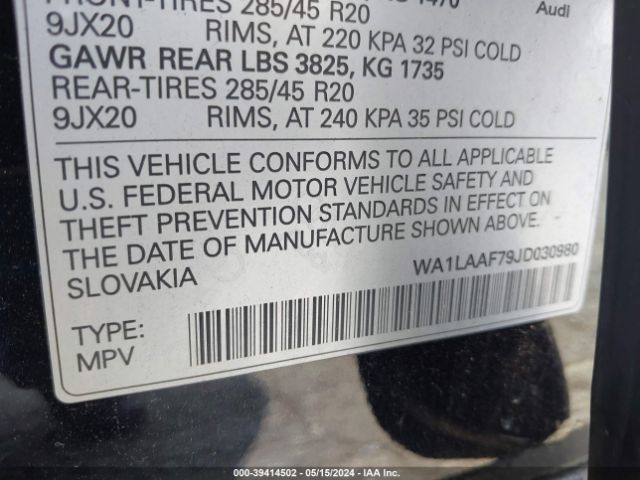 FRONT-TIRES 285/45 R20
Audi
9JX20 RIMS, AT 220 KPA 32 PSI COLD
GAWR REAR LBS 3825, KG 1735
REAR-TIRES 285/45 R20
9JX20 RIMS, AT 240 KPA 35 PSI COLD
THIS VEHICLE CONFORMS TO ALL APPLICABLE
U.S. FEDERAL MOTOR VEHICLE SAFETY AND
THEFT PREVENTION STANDARDS IN EFFECT ON
THE DATE OF MANUFACTURE SHOWN ABOVE.
SLOVAKIA
WA1LAAF79JD030980
TYPE:
MPV
000-39414502 - 05/15/2024 - IAA Inc.